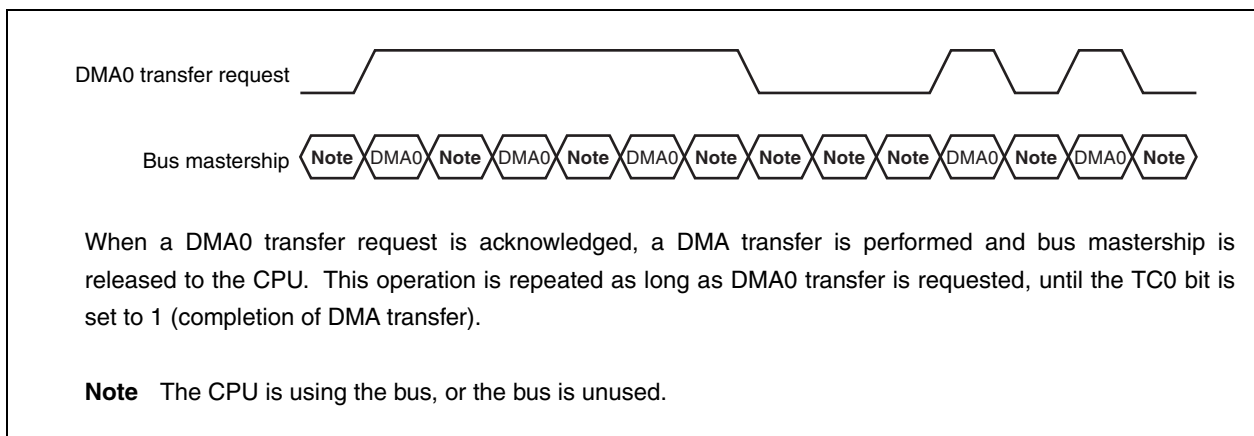 DMA0 transfer request
Bus mastership Note DMA0 Note DMA0 Note DMA0 Note Note Note Note DMA0 Note DMA0 Note
When a DMA0 transfer request is acknowledged, a DMA transfer is performed and bus mastership is
released to the CPU. This operation is repeated as long as DMA0 transfer is requested, until the TC0 bit is
set to 1 (completion of DMA transfer).
Note The CPU is using the bus, or the bus is unused.